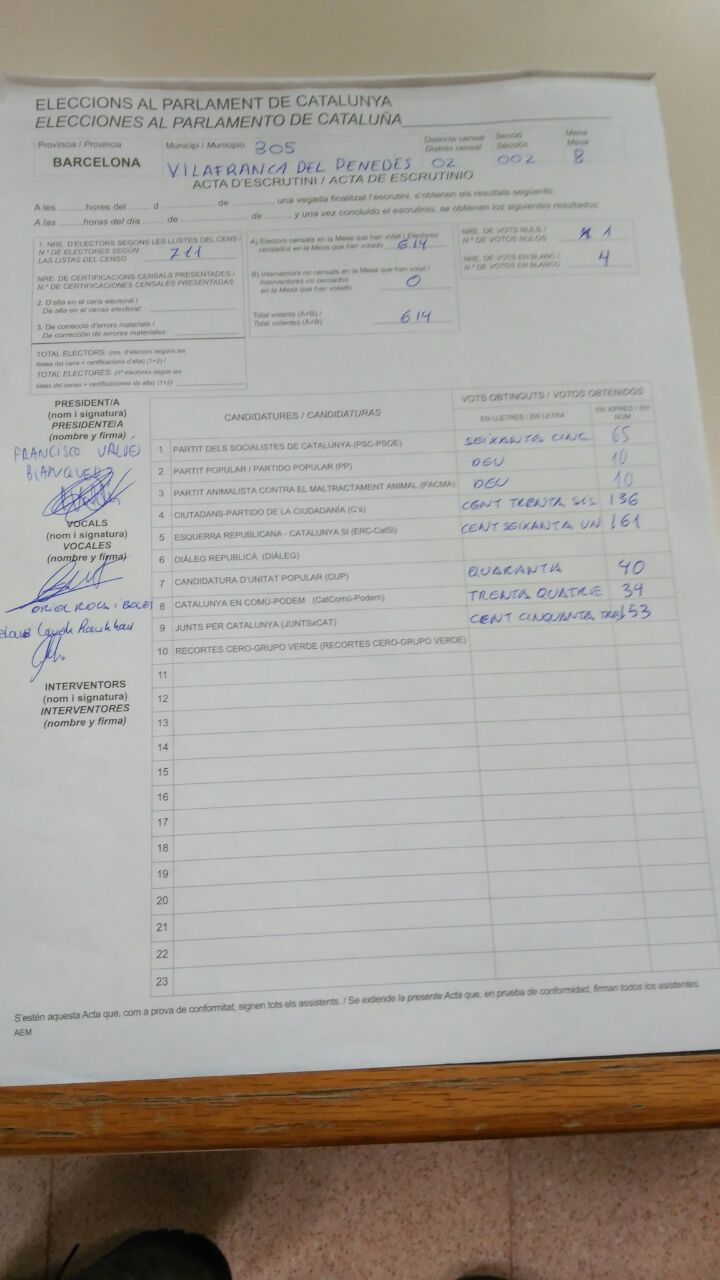 ELECCIONS AL PARLAMENT DE CATALUNYA
ELECCIONES AL PARLAMENTO DE CATALUÑA
Província / Provincia Municipi / Municipio 305 Districte censal Secció Mesa
Distrito censal Sección Mesa
BARCELONA VILAFRANCA DEL PENEDÈS 02 002 B
ACTA D'ESCRUTINI / ACTA DE ESCRUTINIO
A les hores del d de de , una vegada finalitzat l'escrutini, s'obtenen els resultats següents:
A las horas del día de de y una vez concluido el escrutinio, se obtienen los siguientes resultados:
1. NRE. D'ELECTORS SEGONS LES LLISTES DEL CENS /
N.º DE ELECTORES SEGÚN
LAS LISTAS DEL CENSO 711
NRE. DE CERTIFICACIONS CENSALS PRESENTADES /
N.º DE CERTIFICACIONES CENSALES PRESENTADAS
2. D'alta en el cens electoral /
De alta en el censo electoral:
3. De correcció d'errors materials /
De corrección de errores materiales:
TOTAL ELECTORS: (nre. d'electors segons les
llistes del cens + certificacions d'alta) (1+2) /
TOTAL ELECTORES: (nº electores según las
listas del censo + certificaciones de alta) (1+2)
A) Electors censats en la Mesa que han votat / Electores
censados en la Mesa que han votado 614
B) Interventors no censats en la Mesa que han votat /
Interventores no censados
en la Mesa que han votado 0
Total votants (A+B) /
Total votantes (A+B) 614
NRE. DE VOTS NULS /
N.º DE VOTOS NULOS 1
NRE. DE VOTS EN BLANC /
N.º DE VOTOS EN BLANCO 4
PRESIDENT/A
(nom i signatura)
PRESIDENTE/A
(nombre y firma)
FRANCISCO
BLANQUEZ
VOCALS
(nom i signatura)
VOCALES
(nombre y firma)
ORIOL ROCA i
INTERVENTORS
(nom i signatura)
INTERVENTORES
(nombre y firma)
CANDIDATURES / CANDIDATURAS VOTS OBTINGUTS / VOTOS OBTENIDOS
EN LLETRES / EN LETRA EN XIFRES / EN NÚM.
1 PARTIT DELS SOCIALISTES DE CATALUNYA (PSC-PSOE) SEIXANTA CINC 65
2 PARTIT POPULAR / PARTIDO POPULAR (PP) DEU 10
3 PARTIT ANIMALISTA CONTRA EL MALTRACTAMENT ANIMAL (PACMA) DEU 10
4 CIUTADANS-PARTIDO DE LA CIUDADANÍA (C's) CENT TRENTA SIS 136
5 ESQUERRA REPUBLICANA - CATALUNYA SI (ERC-CatSI) CENT SEIXANTA UN 161
6 DIÀLEG REPUBLICÀ (DIÀLEG)
7 CANDIDATURA D'UNITAT POPULAR (CUP) QUARANTA 40
8 CATALUNYA EN COMÚ-PODEM (CatComú-Podem) TRENTA QUATRE 34
9 JUNTS PER CATALUNYA (JUNTSxCAT) CENT CINQUANTA TRES 153
10 RECORTES CERO-GRUPO VERDE (RECORTES CERO-GRUPO VERDE)
11
12
13
14
15
16
17
18
19
20
21
22
23
S'estén aquesta Acta que, com a prova de conformitat, signen tots els assistents. / Se extiende la presente Acta que, en prueba de conformidad, firman todos los asistentes.
AEM